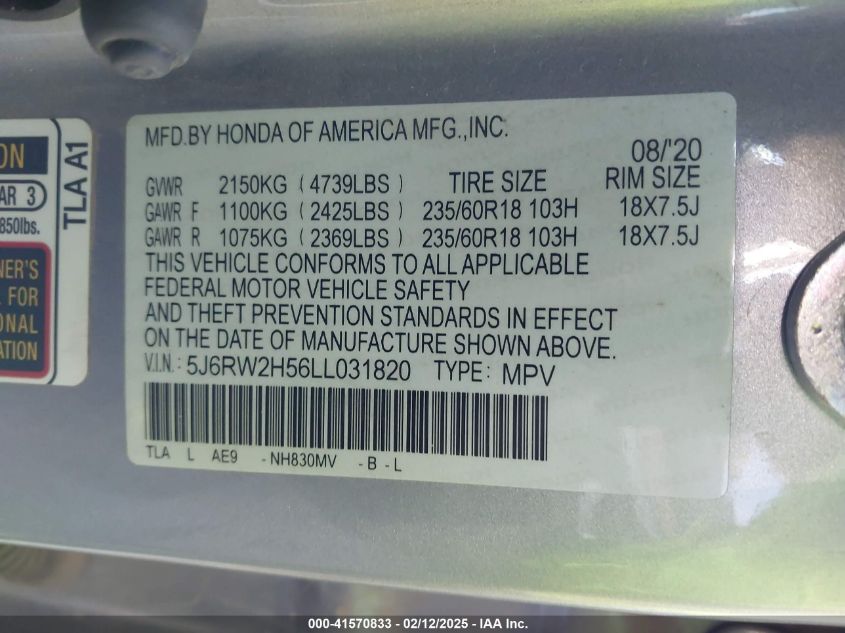 ON
AR 3
850lbs.
TLA A1
NER'S
FOR
ONAL
ATION
MFD.BY HONDA OF AMERICA MFG.,INC.
08/'20
GVWR 2150KG ( 4739LBS ) TIRE SIZE RIM SIZE
GAWR F 1100KG ( 2425LBS ) 235/60R18 103H 18X7.5J
GAWR R 1075KG ( 2369LBS ) 235/60R18 103H 18X7.5J
THIS VEHICLE CONFORMS TO ALL APPLICABLE
FEDERAL MOTOR VEHICLE SAFETY
AND THEFT PREVENTION STANDARDS IN EFFECT
ON THE DATE OF MANUFACTURE SHOWN ABOVE.
V.I.N.: 5J6RW2H56LL031820 TYPE: MPV
TLA L AE9 -NH830MV -B-L
000-41570833 - 02/12/2025 - IAA Inc.